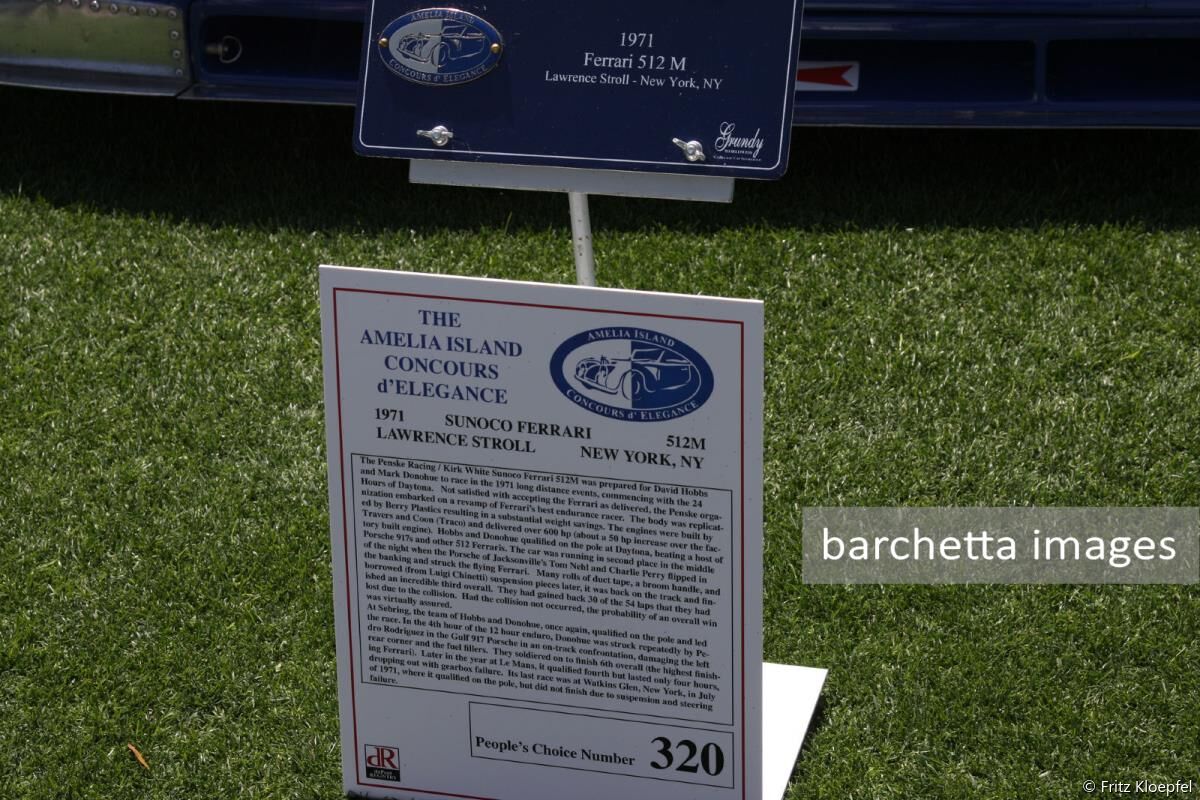 AMELIA ISLAND
CONCOURS d'ELEGANCE
1971
Ferrari 512 M
Lawrence Stroll - New York, NY
Grundy
WORLDWIDE
THE
AMELIA ISLAND
CONCOURS
d'ELEGANCE
AMELIA ISLAND
CONCOURS d' ELEGANCE
1971 SUNOCO FERRARI 512M
LAWRENCE STROLL NEW YORK, NY
The Penske Racing / Kirk White Sunoco Ferrari 512M was prepared for David Hobbs
and Mark Donohue to race in the 1971 long distance events, commencing with the 24
Hours of Daytona. Not satisfied with accepting the Ferrari as delivered, the Penske orga-
nization embarked on a revamp of Ferrari's best endurance racer. The body was replicat-
ed by Berry Plastics resulting in a substantial weight savings. The engines were built by
Travers and Coon (Traco) and delivered over 600 hp (about a 50 hp increase over the fac-
tory built engine). Hobbs and Donohue qualified on the pole at Daytona, beating a host of
Porsche 917s and other 512 Ferraris. The car was running in second place in the middle
of the night when the Porsche of Jacksonville's Tom Nehl and Charlie Perry flipped in
the banking and struck the flying Ferrari. Many rolls of duct tape, a broom handle, and
borrowed (from Luigi Chinetti) suspension pieces later, it was back on the track and fin-
ished an incredible third overall. They had gained back 30 of the 54 laps that they had
lost due to the collision. Had the collision not occurred, the probability of an overall win
was virtually assured.
At Sebring, the team of Hobbs and Donohue, once again, qualified on the pole and led
the race. In the 4th hour of the 12 hour enduro, Donohue was struck repeatedly by Pe-
dro Rodriguez in the Gulf 917 Porsche in an on-track confrontation, damaging the left
rear corner and the fuel fillers. They soldiered on to finish 6th overall (the highest finish-
ing Ferrari). Later in the year at Le Mans, it qualified fourth but lasted only four hours,
dropping out with gearbox failure. Its last race was at Watkins Glen, New York, in July
of 1971, where it qualified on the pole, but did not finish due to suspension and steering
failure.
People's Choice Number 320
dR
duPont
REGISTRY
barchetta images
© Fritz Kloepfel